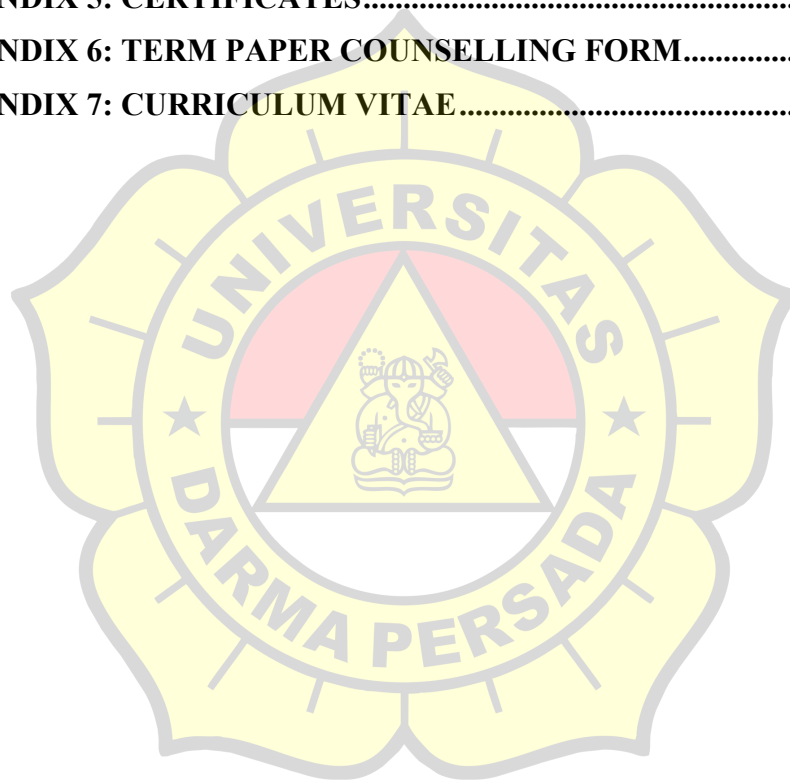 NDIX 5: CERTIFICATES........................................................
NDIX 6: TERM PAPER COUNSELLING FORM..............
NDIX 7: CURRICULUM VITAE...........................................
UNIVERSITAS
DARMA PERSADA